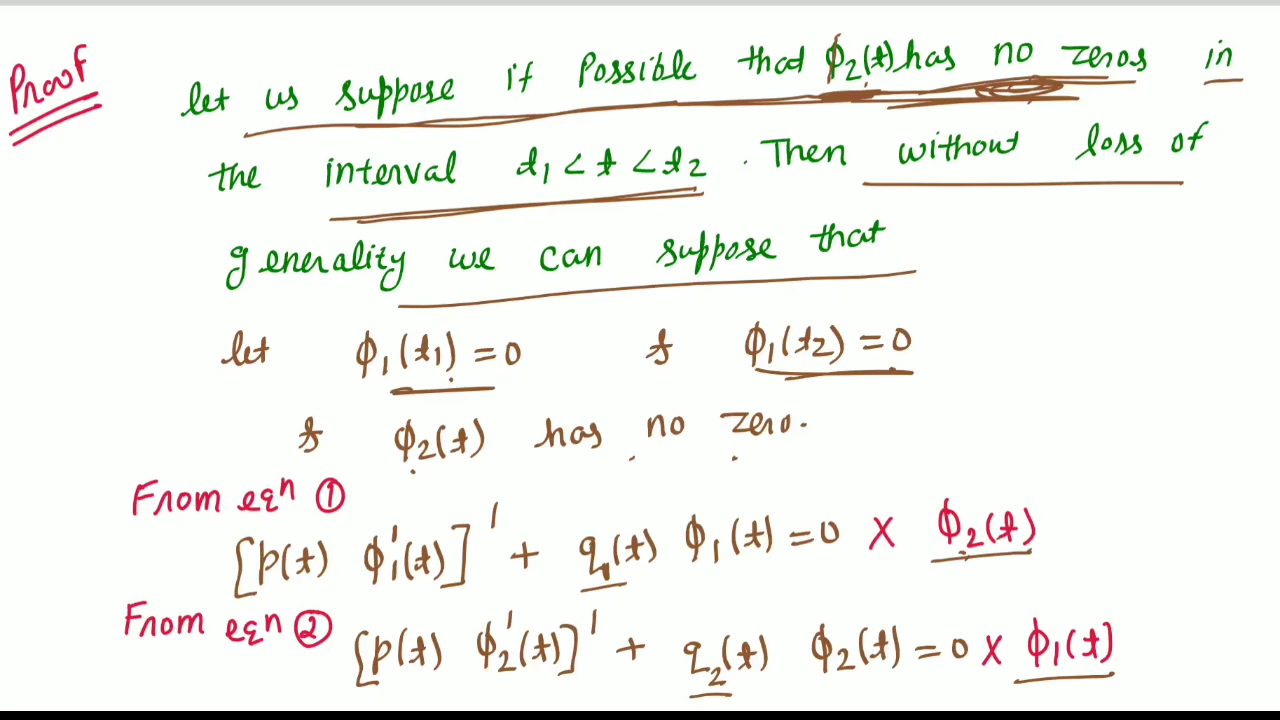 Proof
let us suppose if Possible that ϕ₂(t) has no zeros in
the interval t₁ < t < t₂ . Then without loss of
generality we can suppose that
let ϕ₁(t₁) = 0 & ϕ₁(t₂) = 0
& ϕ₂(t) has no zero.
From eqn ①
[p(t) ϕ₁'(t)]' + q₁(t) ϕ₁(t) = 0 × ϕ₂(t)
From eqn ② [p(t) ϕ₂'(t)]' + q₂(t) ϕ₂(t) = 0 × ϕ₁(t)